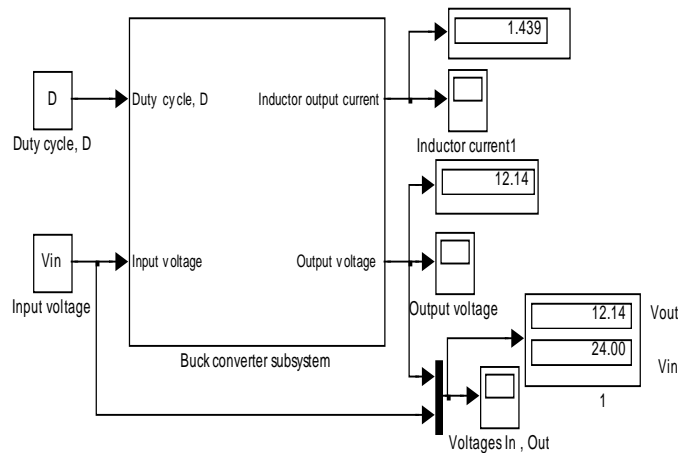 1.439
D
Duty cycle, D
Inductor output current
Duty cycle, D
Inductor current1
12.14
Vin
Input voltage
Output voltage
Input voltage
Output voltage
12.14
Vout
24.00
Vin
Buck converter subsystem
1
Voltages In , Out